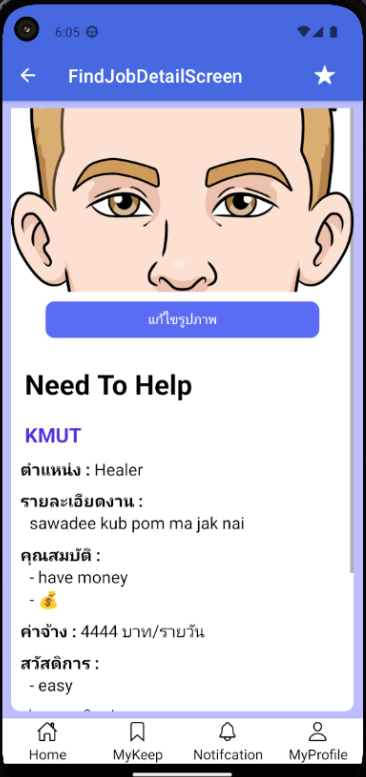 6:05
FindJobDetailScreen
แก้ไขรูปภาพ
Need To Help
KMUT
ตำแหน่ง : Healer
รายละเอียดงาน :
sawadee kub pom ma jak nai
คุณสมบัติ :
- have money
- 💰
ค่าจ้าง : 4444 บาท/รายวัน
สวัสดิการ :
- easy
Home MyKeep Notifcation MyProfile